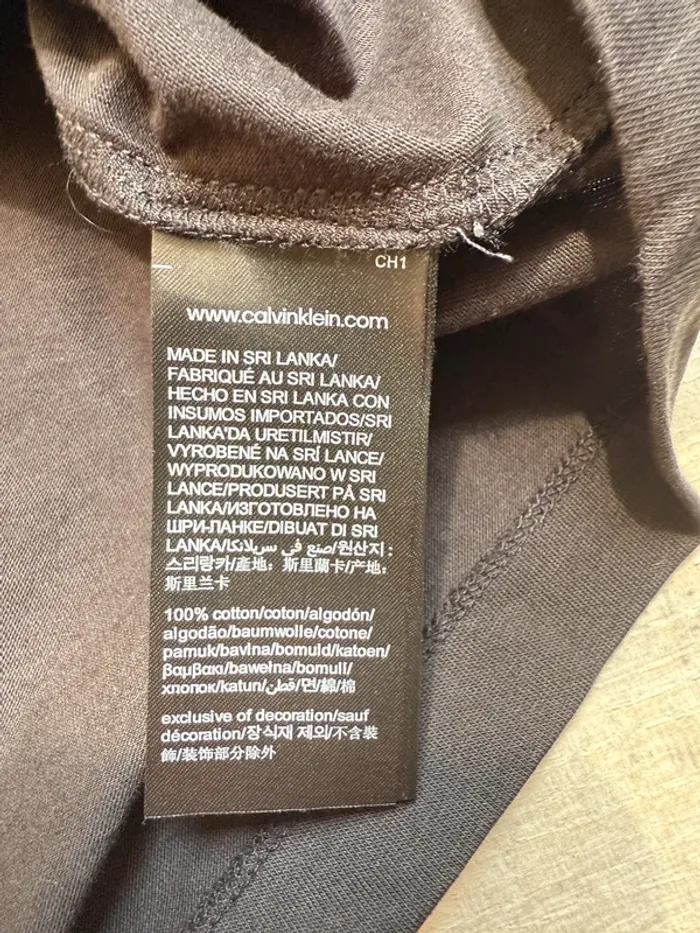 CH1
www.calvinklein.com
MADE IN SRI LANKA/
FABRIQUÉ AU SRI LANKA/
HECHO EN SRI LANKA CON
INSUMOS IMPORTADOS/SRI
LANKA'DA URETILMISTIR/
VYROBENÉ NA SRÍ LANCE/
WYPRODUKOWANO W SRI
LANCE/PRODUSERT PÅ SRI
LANKA/ИЗГОТОВЛЕНО НА
ШРИ-ЛАНКЕ/DIBUAT DI SRI
LANKA/صنع في سريلانكا/원산지 :
스리랑카/產地: 斯里蘭卡/产地:
斯里兰卡
100% cotton/coton/algodón/
algodão/baumwolle/cotone/
pamuk/bavlna/bomuld/katoen/
βαμβακι/bawełna/bomull/
хлопок/katun/قطن/면/綿/棉
exclusive of decoration/sauf
décoration/장식재 제외/不含裝
飾/装饰部分除外